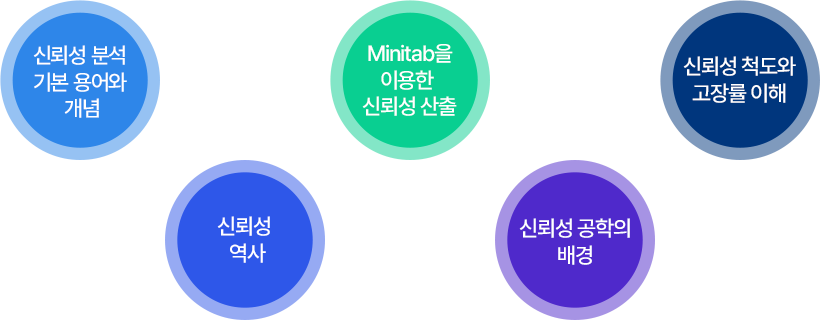 신뢰성 분석
기본 용어와
개념
Minitab을
이용한
신뢰성 산출
신뢰성 척도와
고장률 이해
신뢰성
역사
신뢰성 공학의
배경